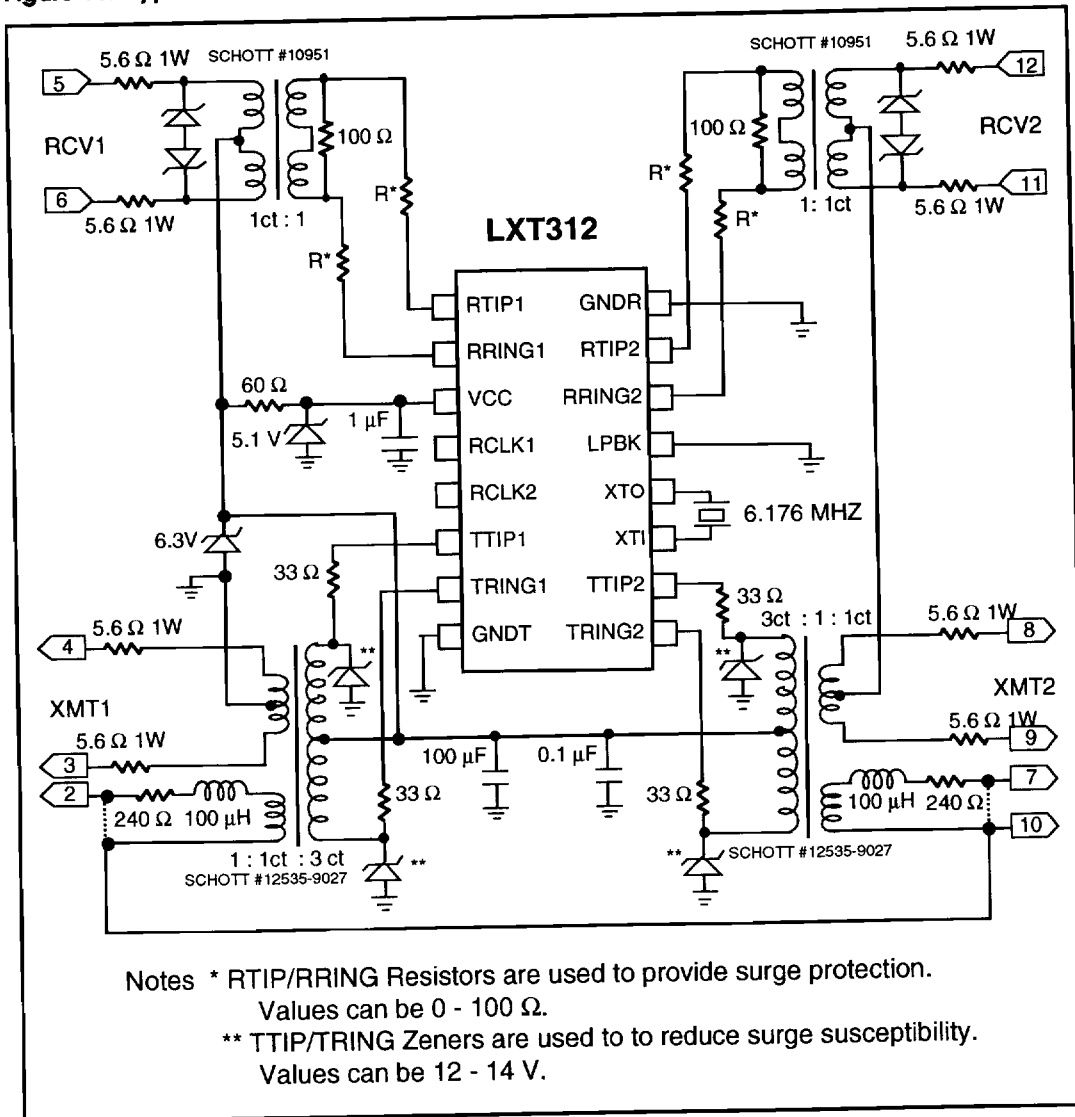 SCHOTT #10951
5.6 Ω 1W
5
RCV1
100 Ω
R*
6
5.6 Ω 1W
1ct : 1
R*
SCHOTT #10951
5.6 Ω 1W
12
100 Ω
RCV2
R*
11
R*
1: 1ct
5.6 Ω 1W
LXT312
RTIP1
GNDR
RRING1
RTIP2
60 Ω
VCC
RRING2
5.1 V
1 µF
RCLK1
LPBK
RCLK2
XTO
6.176 MHZ
6.3V
TTIP1
XTI
33 Ω
TRING1
TTIP2
33 Ω
3ct : 1 : 1ct
GNDT
TRING2
5.6 Ω 1W
4
**
**
5.6 Ω 1W
8
XMT1
XMT2
5.6 Ω 1W
3
100 µF
0.1 µF
5.6 Ω 1W
9
2
240 Ω
100 µH
33 Ω
33 Ω
100 µH
240 Ω
7
10
1 : 1ct : 3 ct
SCHOTT #12535-9027
**
**
SCHOTT #12535-9027
Notes * RTIP/RRING Resistors are used to provide surge protection.
Values can be 0 - 100 Ω.
** TTIP/TRING Zeners are used to to reduce surge susceptibility.
Values can be 12 - 14 V.